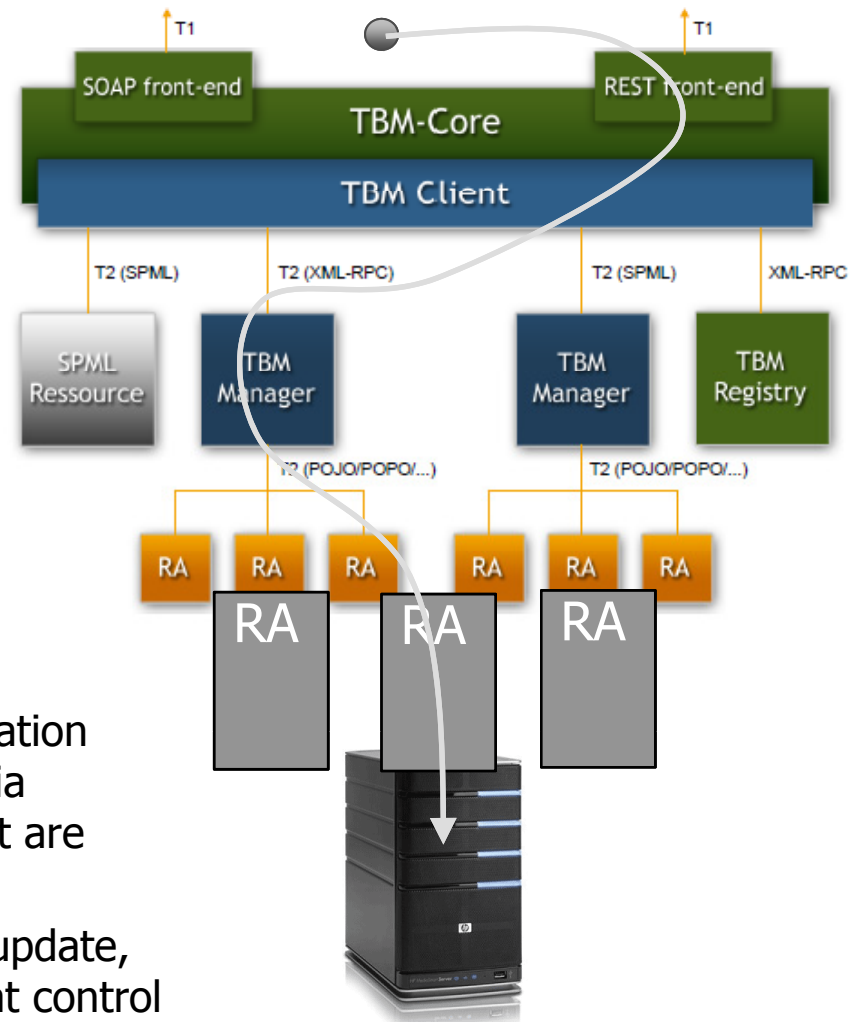 T1
T1
SOAP front-end
REST front-end
TBM-Core
TBM Client
T2 (SPML)
T2 (XML-RPC)
T2 (SPML)
XML-RPC
SPML
Ressource
TBM
Manager
TBM
Manager
TBM
Registry
T2 (POJO/POPO/...)
T2 (POJO/POPO/...)
RA
RA
RA
RA
RA
RA
RA
RA
RA
ation
ia
t are
update,
nt control
hp